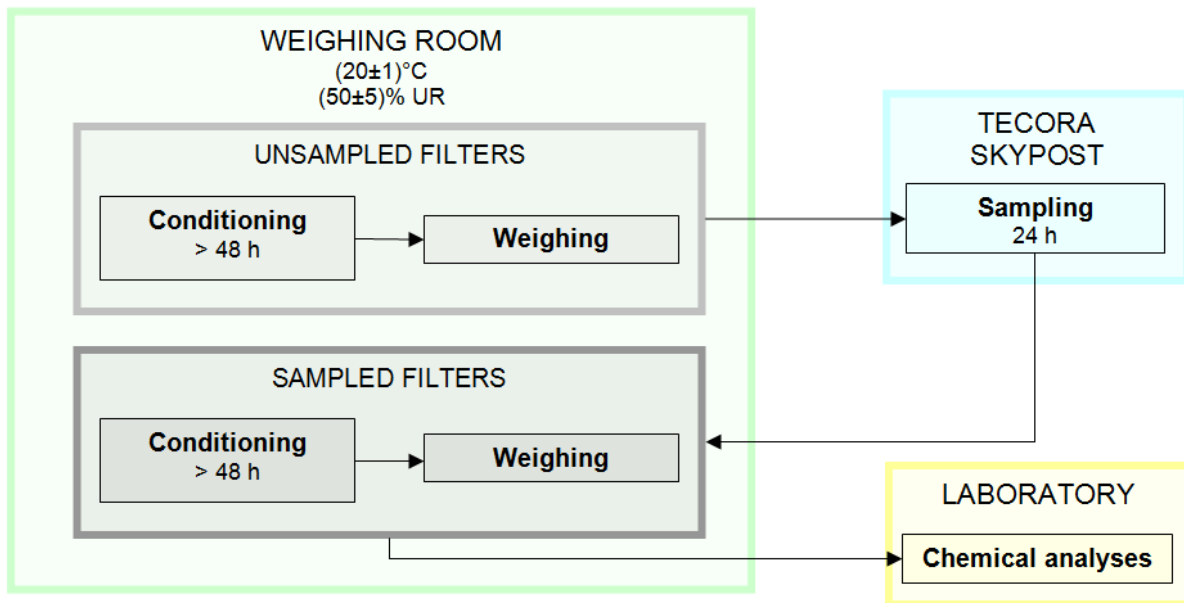 WEIGHING ROOM
(20±1)°C
(50±5)% UR
UNSAMPLED FILTERS
Conditioning
> 48 h
Weighing
TECORA
SKYPOST
Sampling
24 h
SAMPLED FILTERS
Conditioning
> 48 h
Weighing
LABORATORY
Chemical analyses